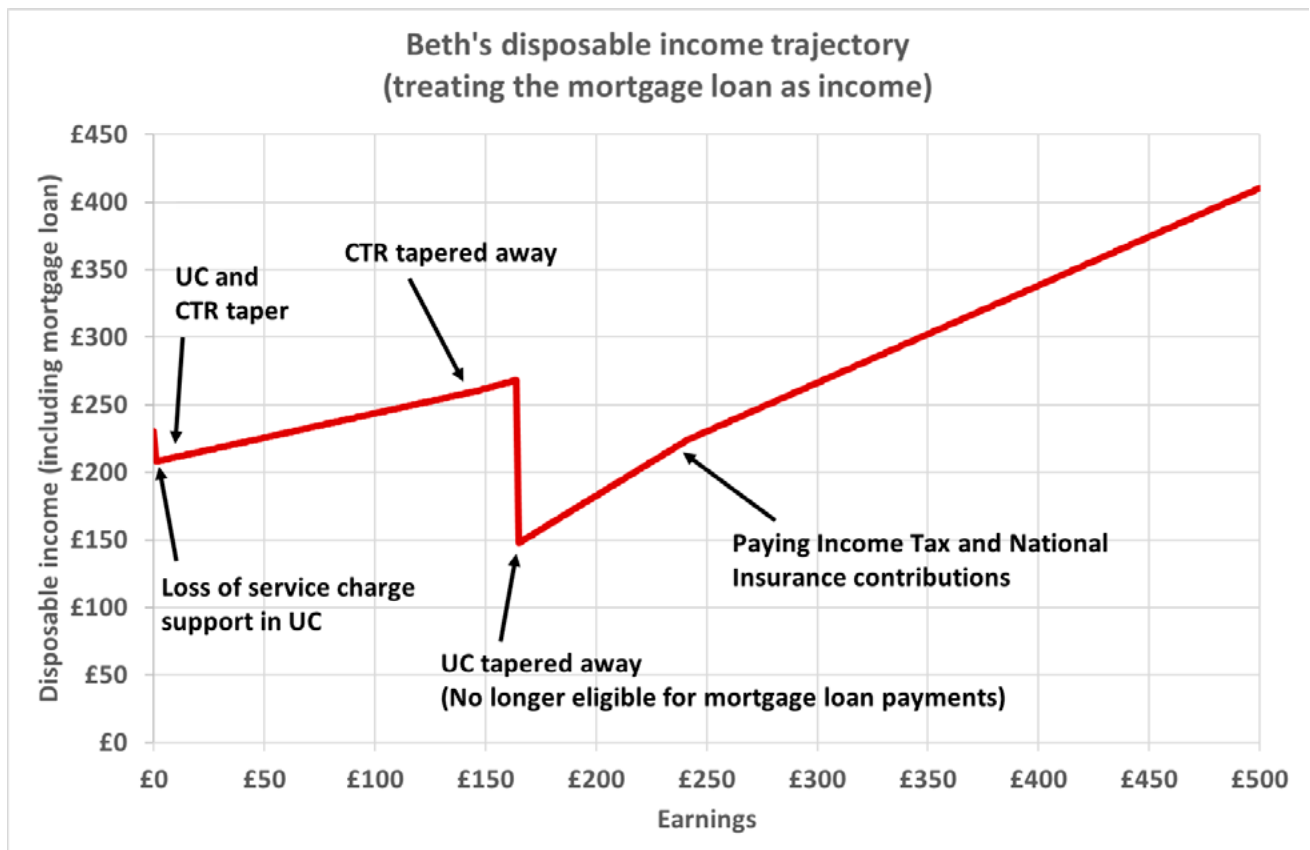 Beth's disposable income trajectory
(treating the mortgage loan as income)
Disposable income (including mortgage loan)
£450
£400
£350
£300
£250
£200
£150
£100
£50
£0
UC and
CTR taper
CTR tapered away
Loss of service charge
support in UC
UC tapered away
(No longer eligible for mortgage loan payments)
Paying Income Tax and National
Insurance contributions
£0
£50
£100
£150
£200
£250
£300
£350
£400
£450
£500
Earnings